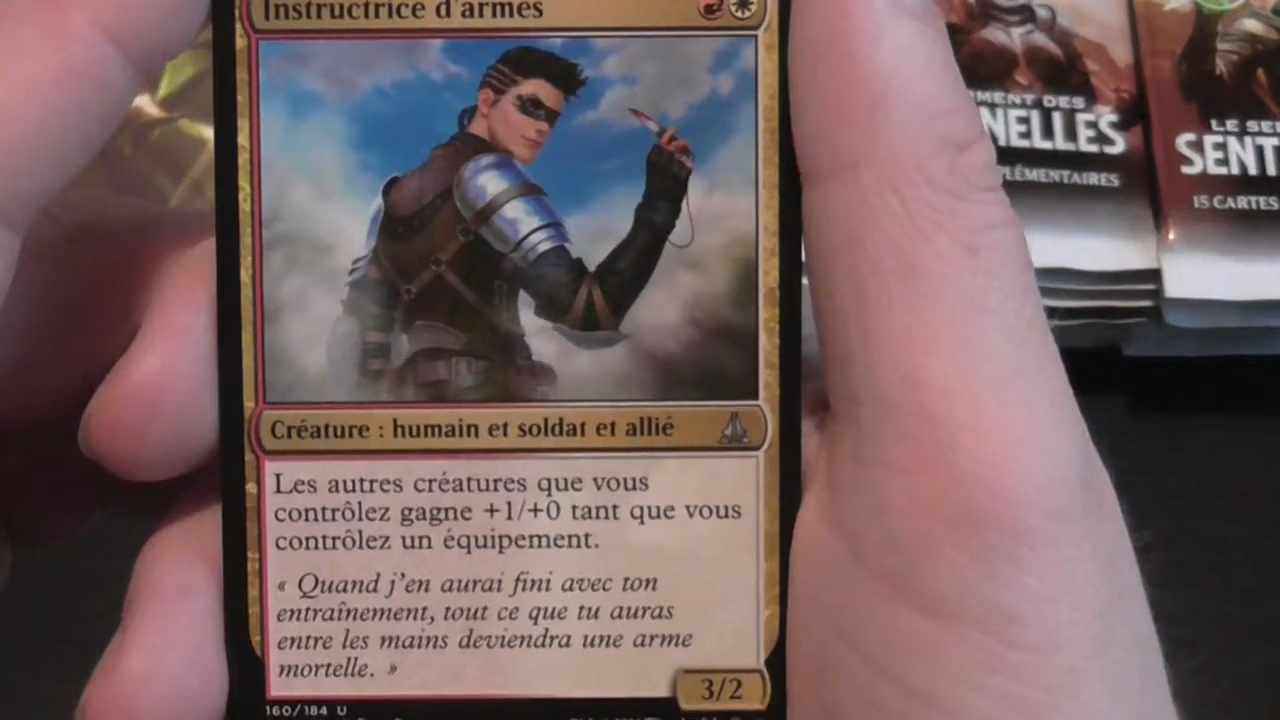 Instructrice d'armes
Créature : humain et soldat et allié
Les autres créatures que vous
contrôlez gagne +1/+0 tant que vous
contrôlez un équipement.
« Quand j'en aurai fini avec ton
entraînement, tout ce que tu auras
entre les mains deviendra une arme
mortelle. »
3/2
160/184 U
MENT DES
NELLES
PLÉMENTAIRES
LE SE
SENT
15 CARTES